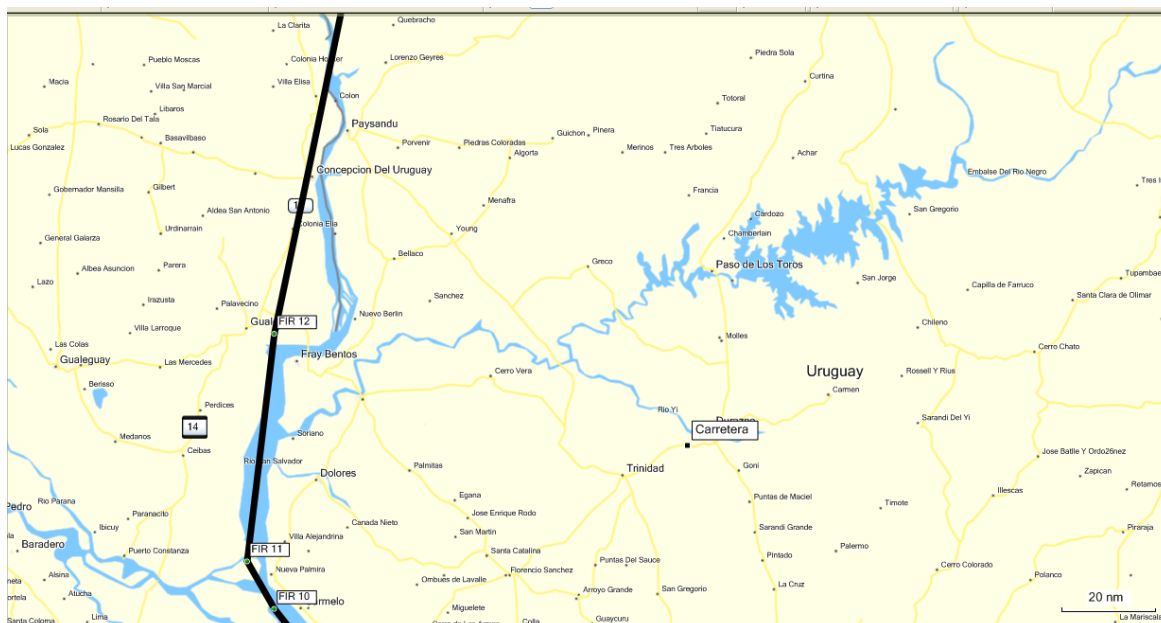 Quebracho
La Clarita
Pueblo Moscas
Lorenzo Geyres
Piedra Sola
Macia
Villa San Marcial
Villa Elisa
Curtina
Colon
Totoral
Libaros
Rosario Del Tala
Sola
Basavilbaso
Paysandu
Guichon
Pinera
Tiatucura
Lucas Gonzalez
Porvenir
Piedras Coloradas
Algorta
Merinos
Tres Arboles
Achar
Concepcion Del Uruguay
Embalse Del Rio Negro
Gobernador Mansilla
Gilbert
Francia
Menafra
Aldea San Antonio
Cardozo
San Gregorio
Urdinarrain
Colonia Elia
Young
Chamberlain
General Galarza
Bellaco
Albea Asuncion
Parera
Greco
Paso de Los Toros
San Jorge
Tupambae
Lazo
Capilla de Farruco
Irazusta
Palavecino
Sanchez
Santa Clara de Olimar
FIR 12
Nuevo Berlin
Villa Larroque
Chileno
Las Colas
Molles
Cerro Chato
Gualeguay
Las Mercedes
Fray Bentos
Cerro Vera
Uruguay
Rossell Y Rius
Berisso
Carmen
Perdices
Rio Yi
Sarandi Del Yi
14
Carretera
Medanos
Soriano
Ceibas
Jose Batlle Y Ordo26nez
Dolores
Palmitas
Trinidad
Goni
Zapican
Retamos
Rio Parana
Egana
Puntas de Maciel
Illescas
Pedro
Paranacito
Jose Enrique Rodo
Timote
Canada Nieto
Ibicuy
San Martin
Sarandi Grande
Piraraja
Baradero
Villa Alejandrina
Puerto Constanza
FIR 11
Santa Catalina
Palermo
Pintado
Puntas Del Sauce
Florencio Sanchez
Cerro Colorado
Alsina
Nueva Palmira
Ombues de Lavalle
Polanco
Atucha
La Cruz
FIR 10
Arroyo Grande
San Gregorio
20 nm
Miguelete
Lima
Guaycuru
Santa Coloma
La Mariscala